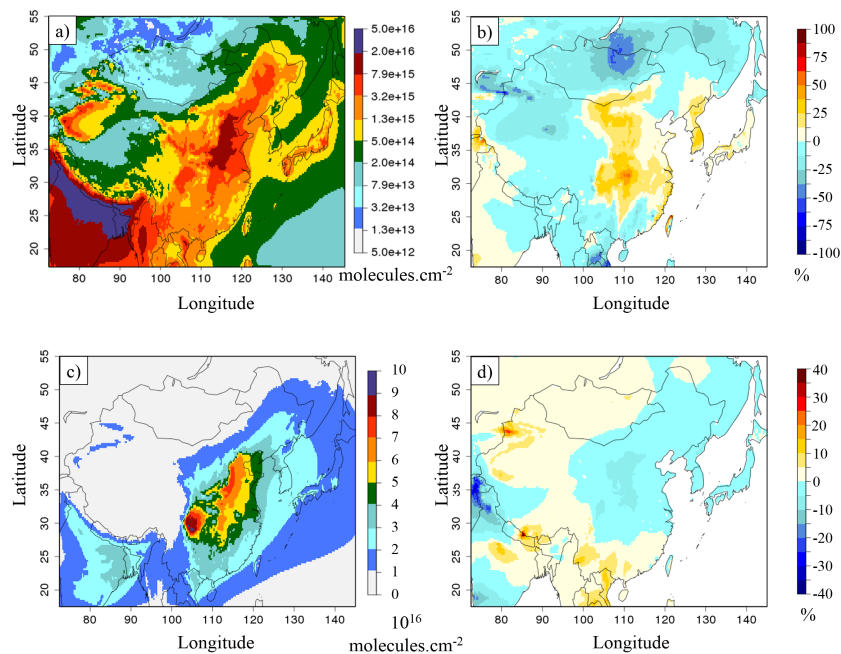 a)
55
50
45
40
35
30
25
20
Latitude
80 90 100 110 120 130 140
Longitude
5.0e+16
2.0e+16
7.9e+15
3.2e+15
1.3e+15
5.0e+14
2.0e+14
7.9e+13
3.2e+13
1.3e+13
5.0e+12
molecules.cm-2
b)
55
50
45
40
35
30
25
20
Latitude
80 90 100 110 120 130 140
Longitude
100
75
50
25
0
-25
-50
-75
-100
%
c)
55
50
45
40
35
30
25
20
Latitude
80 90 100 110 120 130 140
Longitude
10
9
8
7
6
5
4
3
2
1
0
10^16
molecules.cm-2
d)
55
50
45
40
35
30
25
20
Latitude
80 90 100 110 120 130 140
Longitude
40
30
20
10
0
-10
-20
-30
-40
%